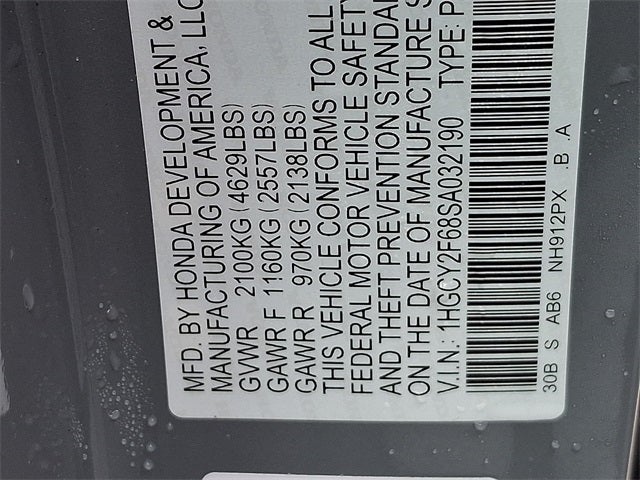 MFD. BY HONDA DEVELOPMENT &
MANUFACTURING OF AMERICA, LLC
GVWR 2100KG (4629LBS)
GAWR F 1160KG (2557LBS)
GAWR R 970KG (2138LBS)
THIS VEHICLE CONFORMS TO ALL
FEDERAL MOTOR VEHICLE SAFETY
AND THEFT PREVENTION STANDA
ON THE DATE OF MANUFACTURE S
V.I.N.: 1HGCY2F68SA032190 TYPE: P
30B S AB6 NH912PX .B .A